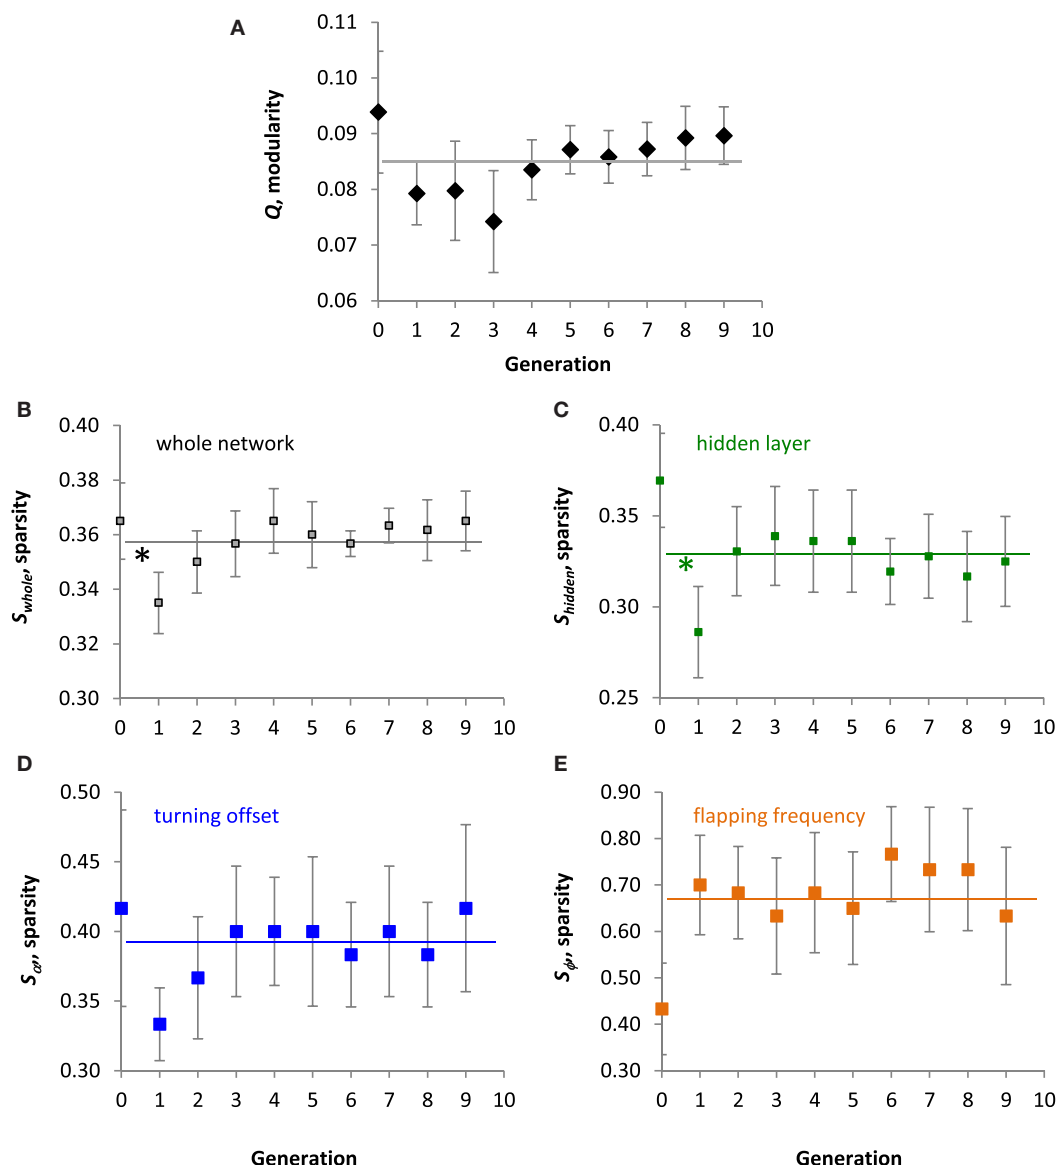 A
Q, modularity
0.11
0.10
0.09
0.08
0.07
0.06
0 1 2 3 4 5 6 7 8 9 10
Generation
B
S_whole, sparsity
whole network
0.40
0.38
0.36
0.34
0.32
0.30
*
0 1 2 3 4 5 6 7 8 9 10
C
S_hidden, sparsity
hidden layer
0.40
0.35
0.30
0.25
*
0 1 2 3 4 5 6 7 8 9 10
D
S_α, sparsity
turning offset
0.50
0.45
0.40
0.35
0.30
0 1 2 3 4 5 6 7 8 9 10
Generation
E
S_ϕ, sparsity
flapping frequency
0.90
0.80
0.70
0.60
0.50
0.40
0.30
0 1 2 3 4 5 6 7 8 9 10
Generation